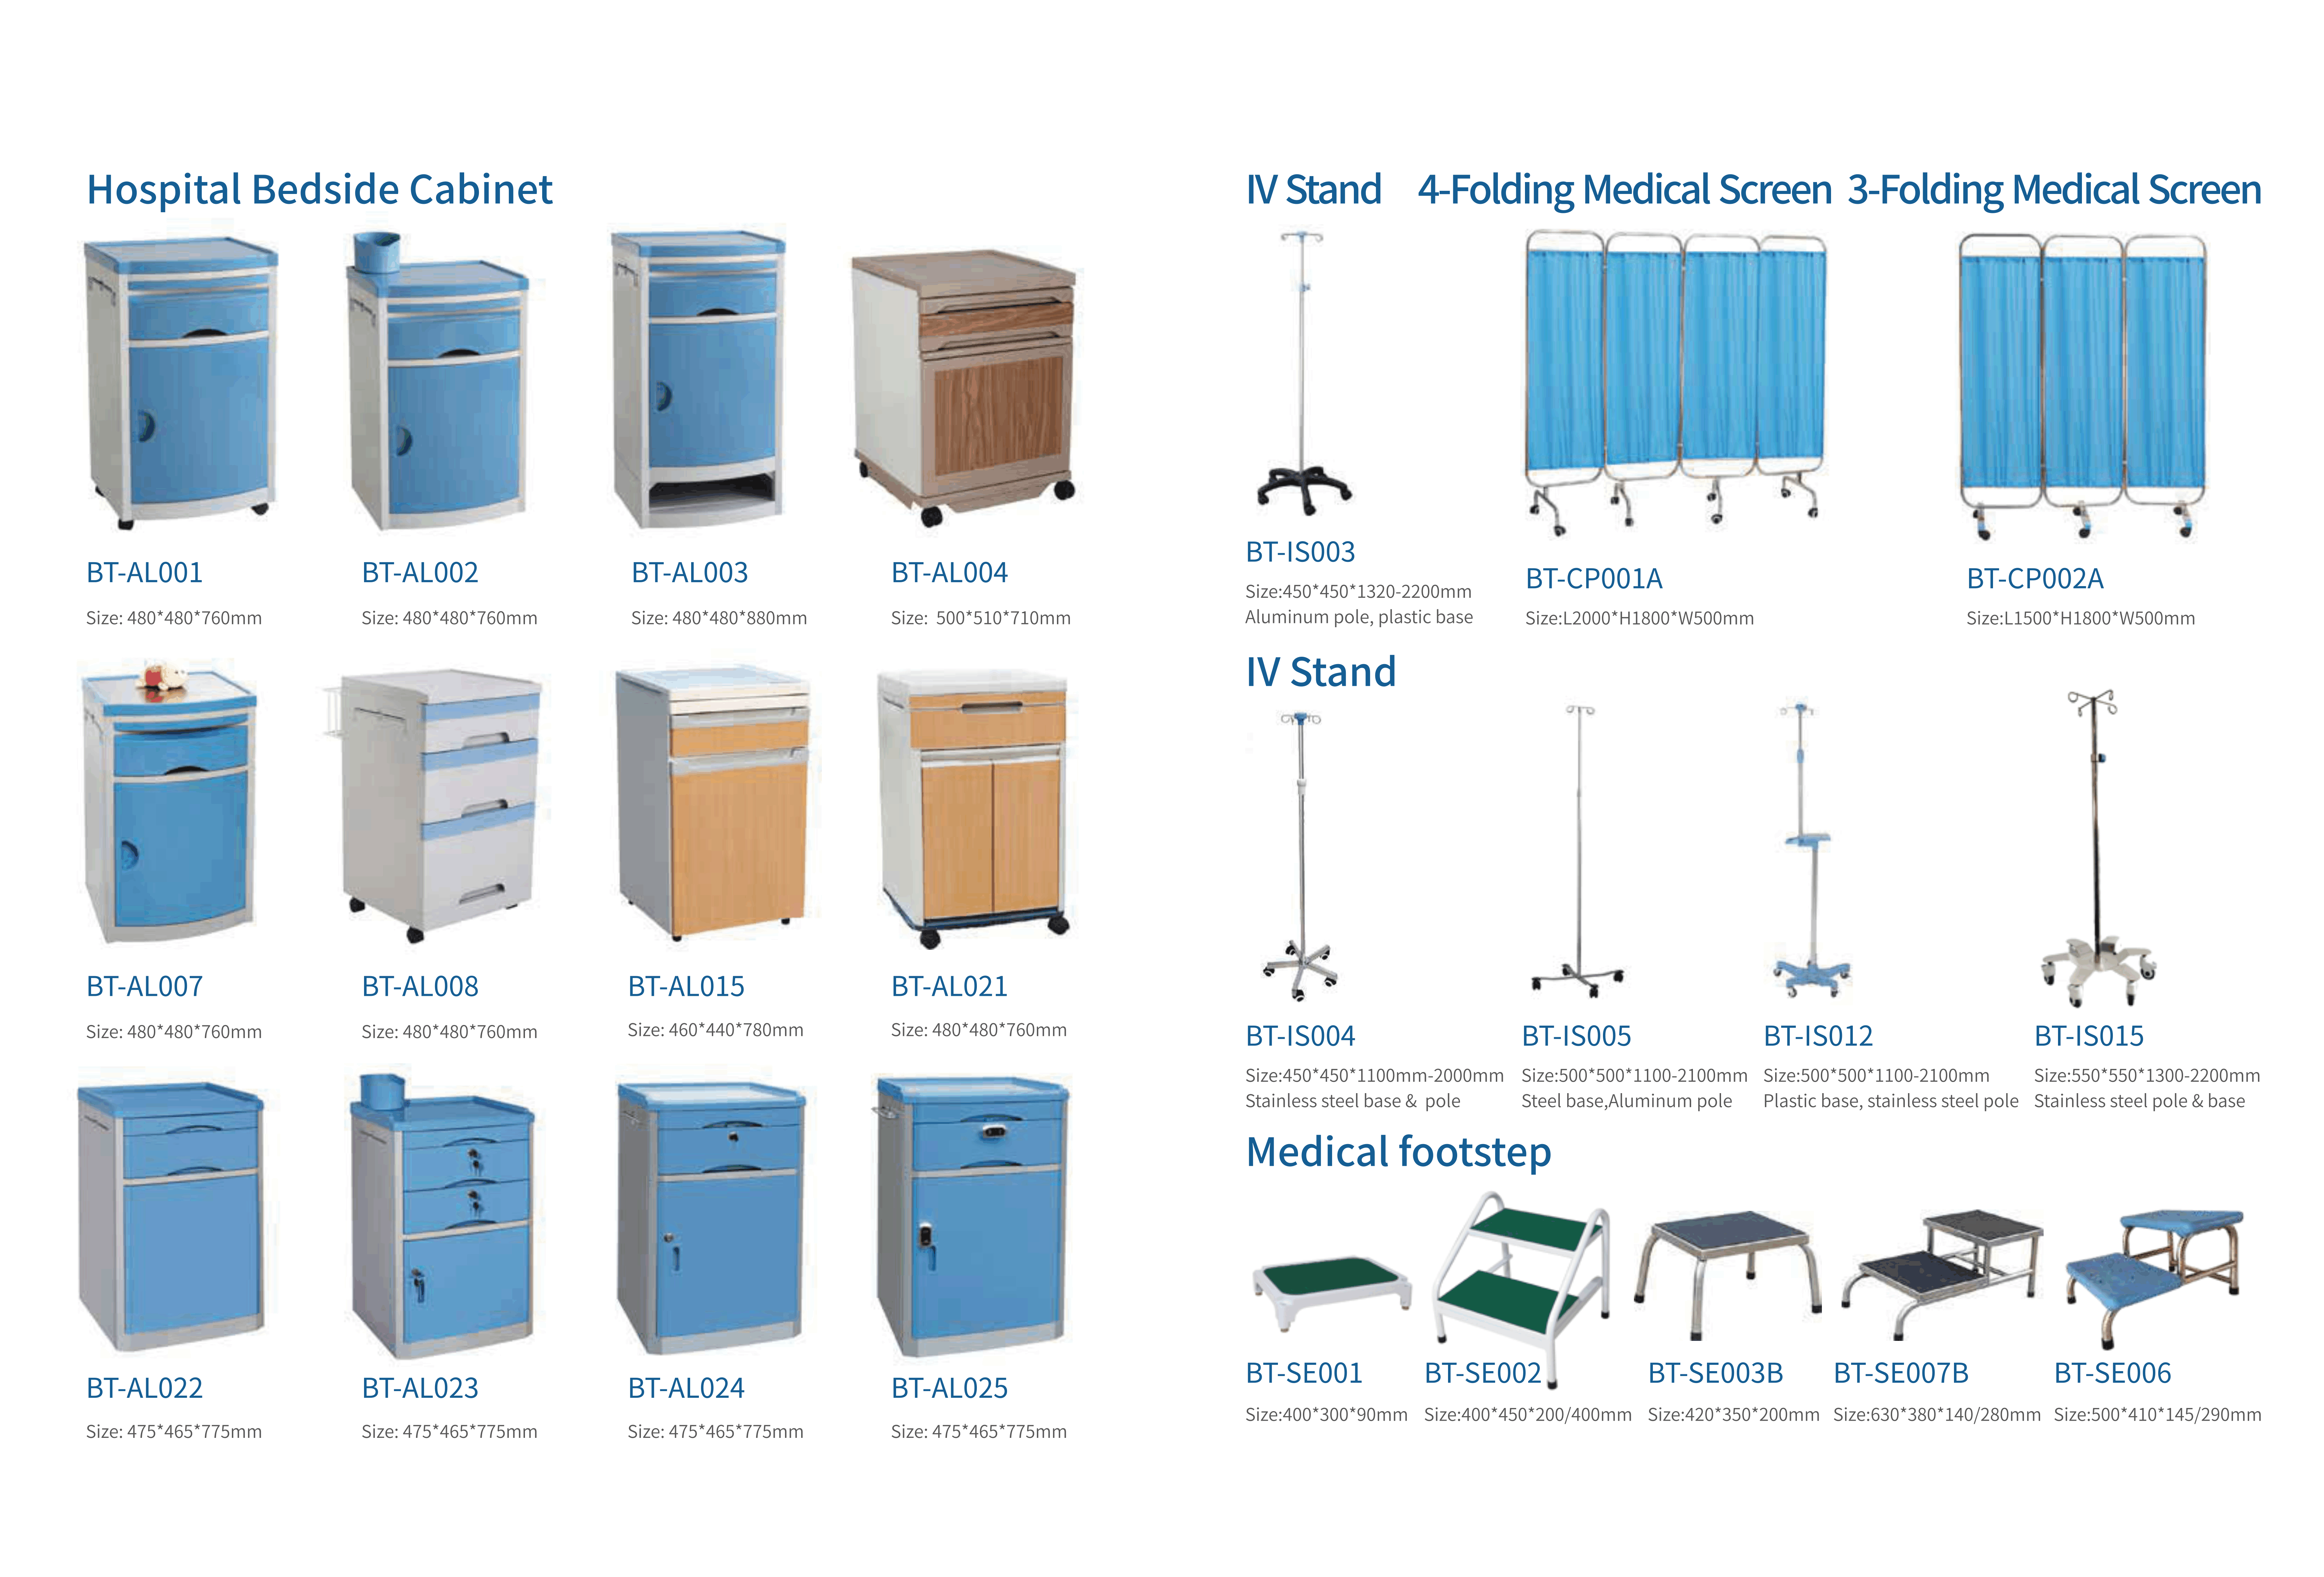 Hospital Bedside Cabinet
BT-AL001
BT-AL002
BT-AL003
BT-AL004
Size: 480*480*760mm
Size: 480*480*760mm
Size: 480*480*880mm
Size: 500*510*710mm
BT-AL007
BT-AL008
BT-AL015
BT-AL021
Size: 480*480*760mm
Size: 480*480*760mm
Size: 460*440*780mm
Size: 480*480*760mm
BT-AL022
BT-AL023
BT-AL024
BT-AL025
Size: 475*465*775mm
Size: 475*465*775mm
Size: 475*465*775mm
Size: 475*465*775mm
IV Stand
4-Folding Medical Screen
3-Folding Medical Screen
BT-IS003
Size:450*450*1320-2200mm
Aluminum pole, plastic base
BT-CP001A
Size:L2000*H1800*W500mm
BT-CP002A
Size:L1500*H1800*W500mm
IV Stand
BT-IS004
Size:450*450*1100mm-2000mm
Stainless steel base & pole
BT-IS005
Size:500*500*1100-2100mm
Steel base,Aluminum pole
BT-IS012
Size:500*500*1100-2100mm
Plastic base, stainless steel pole
BT-IS015
Size:550*550*1300-2200mm
Stainless steel pole & base
Medical footstep
BT-SE001
BT-SE002
BT-SE003B
BT-SE007B
BT-SE006
Size:400*300*90mm
Size:400*450*200/400mm
Size:420*350*200mm
Size:630*380*140/280mm
Size:500*410*145/290mm